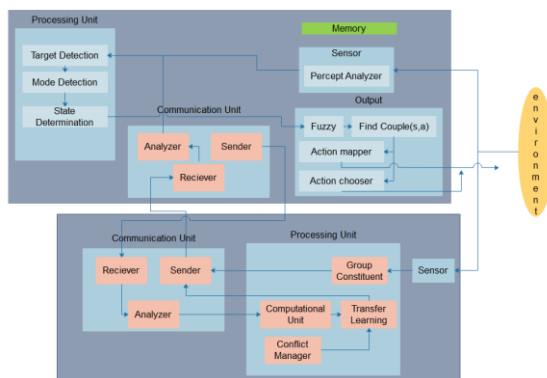 Processing Unit
Target Detection
Mode Detection
State
Determination
Memory
Sensor
Percept Analyzer
Communication Unit
Analyzer
Sender
Reciever
Output
Fuzzy
Find Couple(s,a)
Action mapper
Action chooser
environment
Communication Unit
Reciever
Sender
Analyzer
Processing Unit
Group
Constituent
Computational
Unit
Transfer
Learning
Conflict
Manager
Sensor